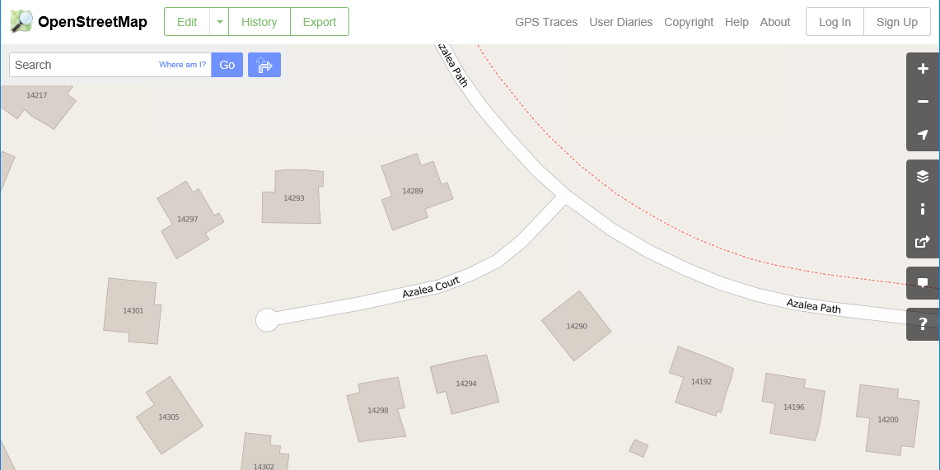 OpenStreetMap
Edit
History
Export
GPS Traces
User Diaries
Copyright
Help
About
Log In
Sign Up
Search
Where am I?
Go
Azalea Path
14217
14289
14293
14297
Azalea Court
Azalea Path
14301
14290
?
14294
14192
14196
14298
14305
14200
14302